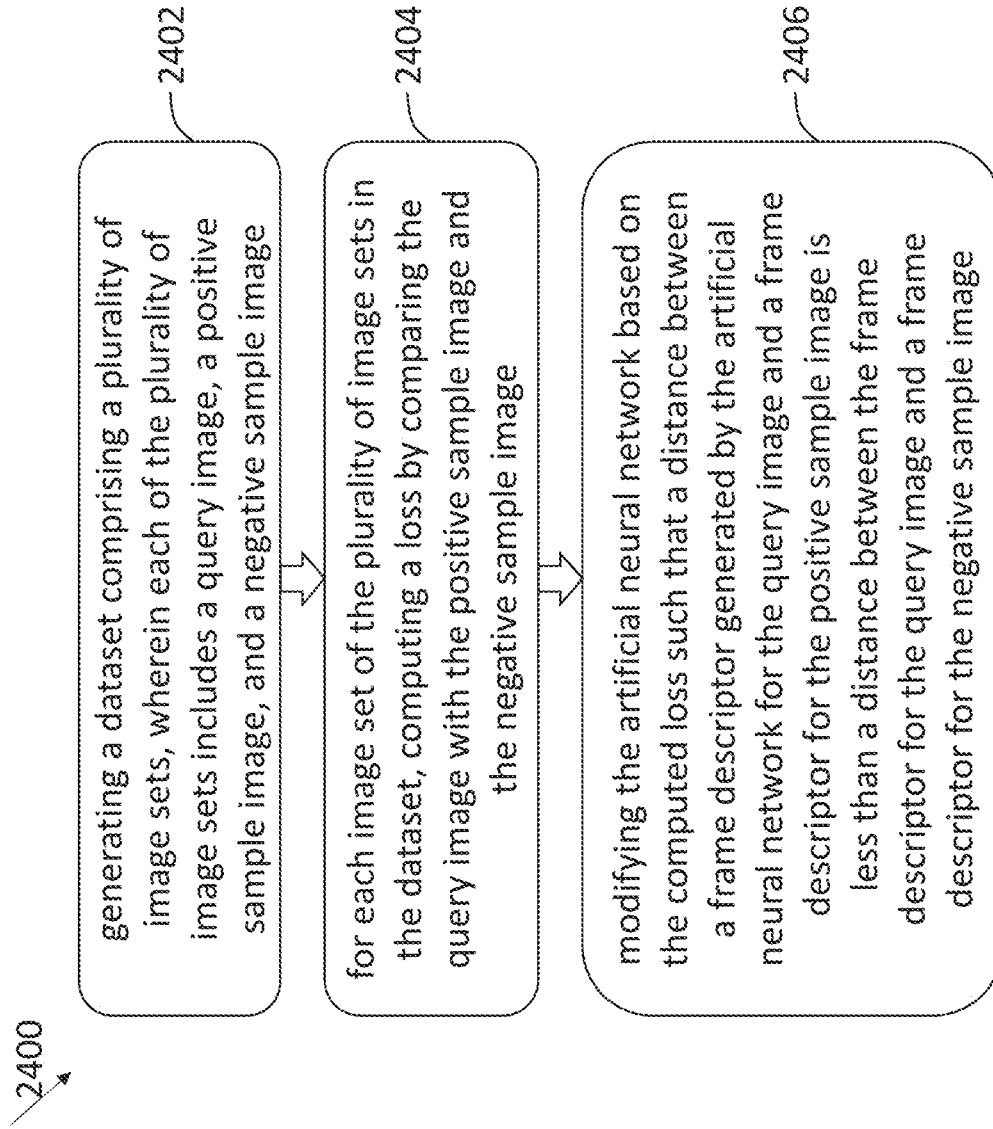 2400
generating a dataset comprising a plurality of
image sets, wherein each of the plurality of
image sets includes a query image, a positive
sample image, and a negative sample image
2402
for each image set of the plurality of image sets in
the dataset, computing a loss by comparing the
query image with the positive sample image and
the negative sample image
2404
modifying the artificial neural network based on
the computed loss such that a distance between
a frame descriptor generated by the artificial
neural network for the query image and a frame
descriptor for the positive sample image is
less than a distance between the frame
descriptor for the query image and a frame
descriptor for the negative sample image
2406